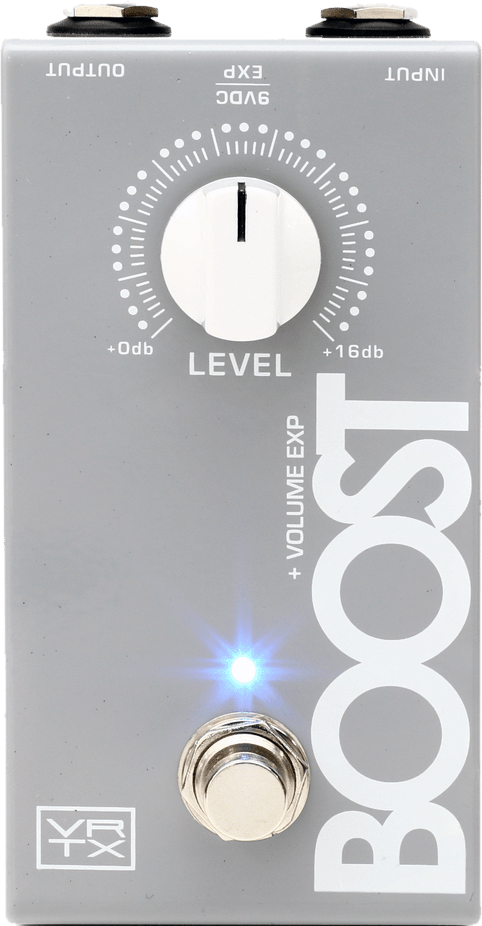 OUTPUT
INPUT
9VDC
EXP
+0db
+16db
LEVEL
+ VOLUME EXP
BOOST
VR
TX